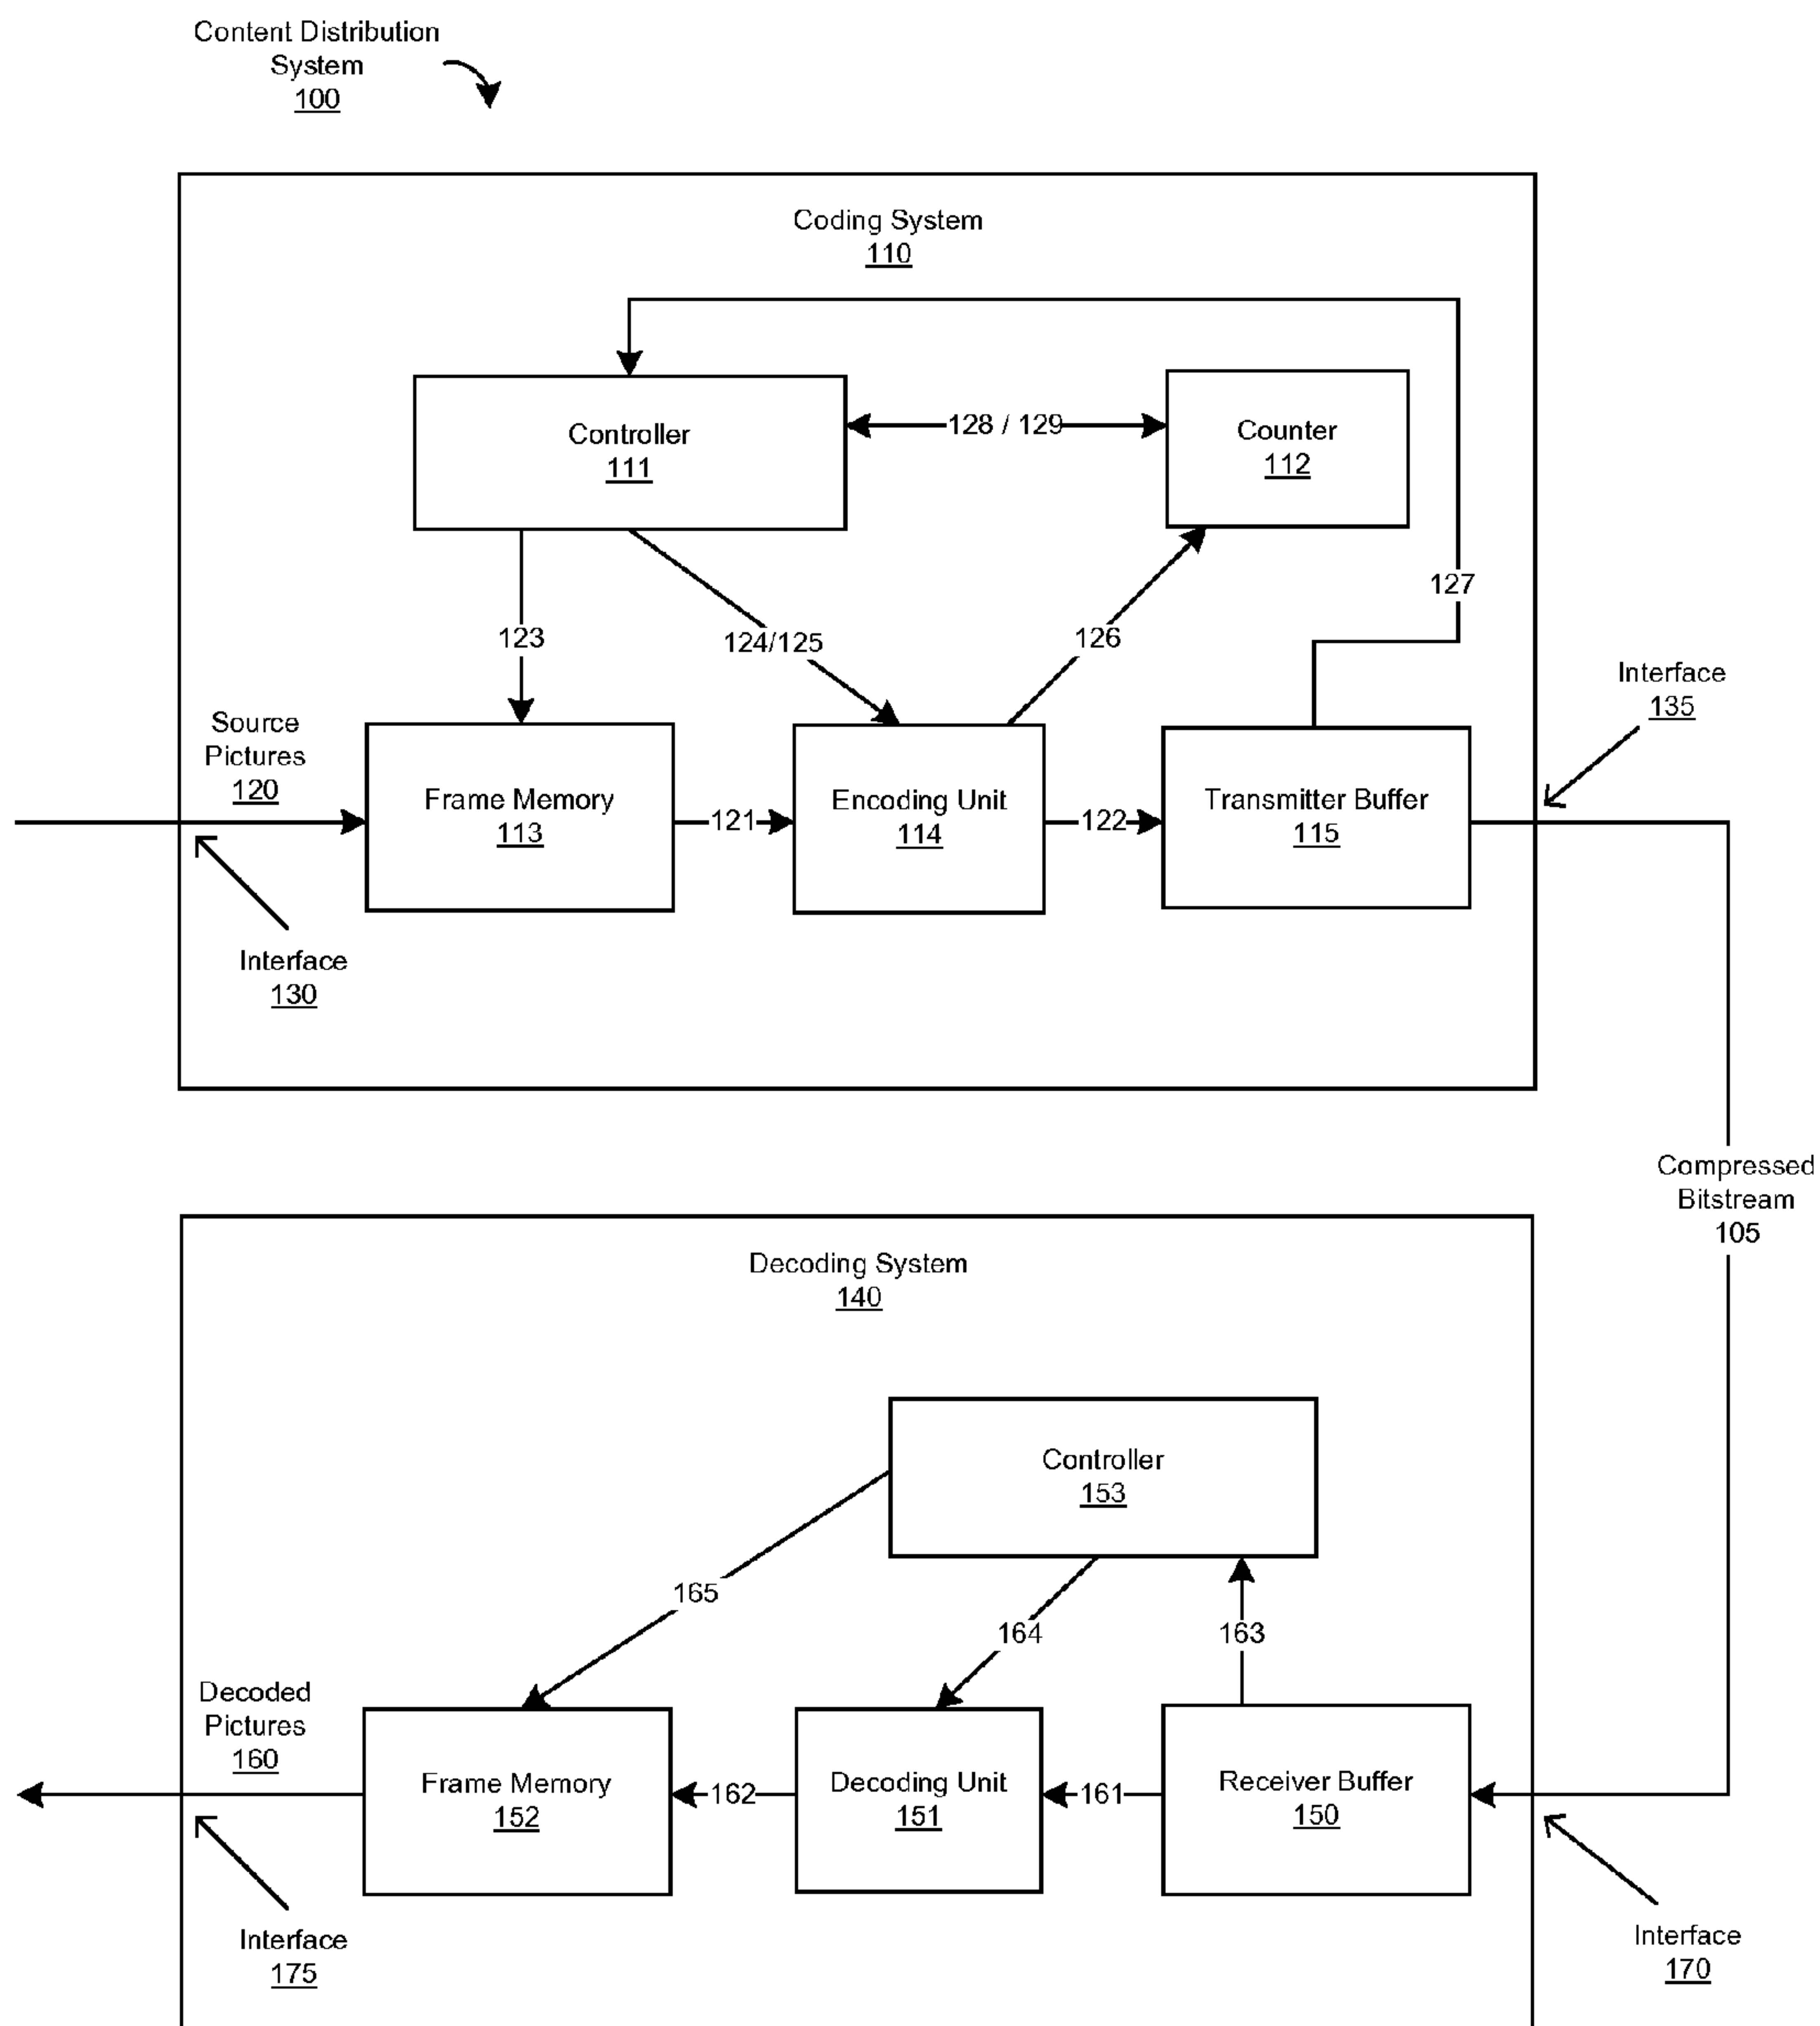 Content Distribution
System
100
Coding System
110
Controller
111
128 / 129
Counter
112
127
123
124/125
126
Interface
135
Source
Pictures
120
Frame Memory
113
121
Encoding Unit
114
122
Transmitter Buffer
115
Interface
130
Compressed
Bitstream
105
Decoding System
140
Controller
153
165
164
163
Decoded
Pictures
160
Frame Memory
152
162
Decoding Unit
151
161
Receiver Buffer
150
Interface
175
Interface
170